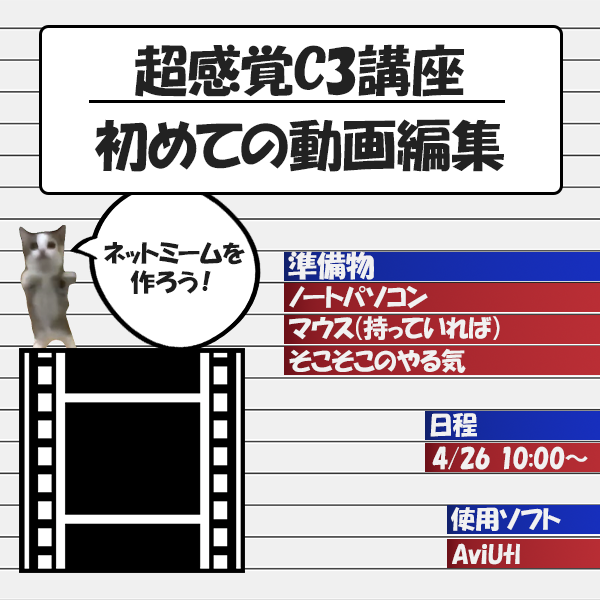 超感覚C3講座
初めての動画編集
ネットミームを
作ろう!
準備物
ノートパソコン
マウス(持っていれば)
そこそこのやる気
日程
4/26 10:00～
使用ソフト
AviUtl